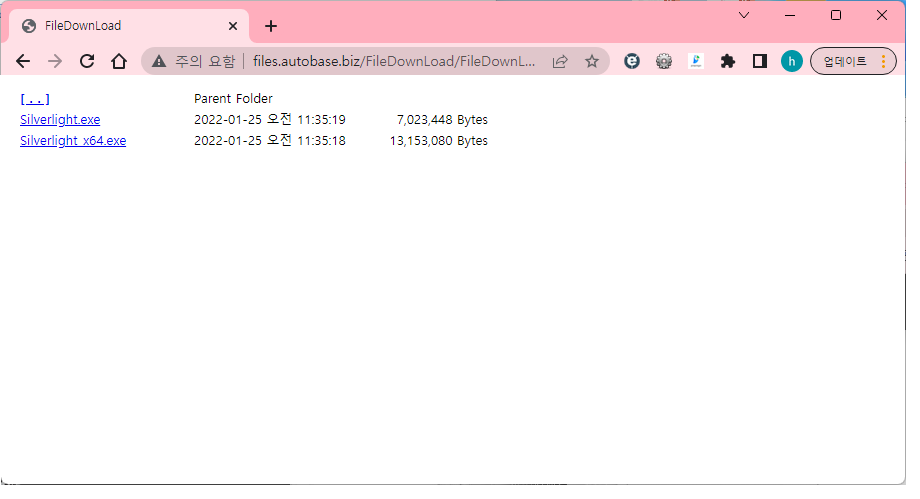 FileDownLoad
주의 요함 files.autobase.biz/FileDownLoad/FileDownL...
h
업데이트
[..] Parent Folder
Silverlight.exe 2022-01-25 오전 11:35:19 7,023,448 Bytes
Silverlight_x64.exe 2022-01-25 오전 11:35:18 13,153,080 Bytes